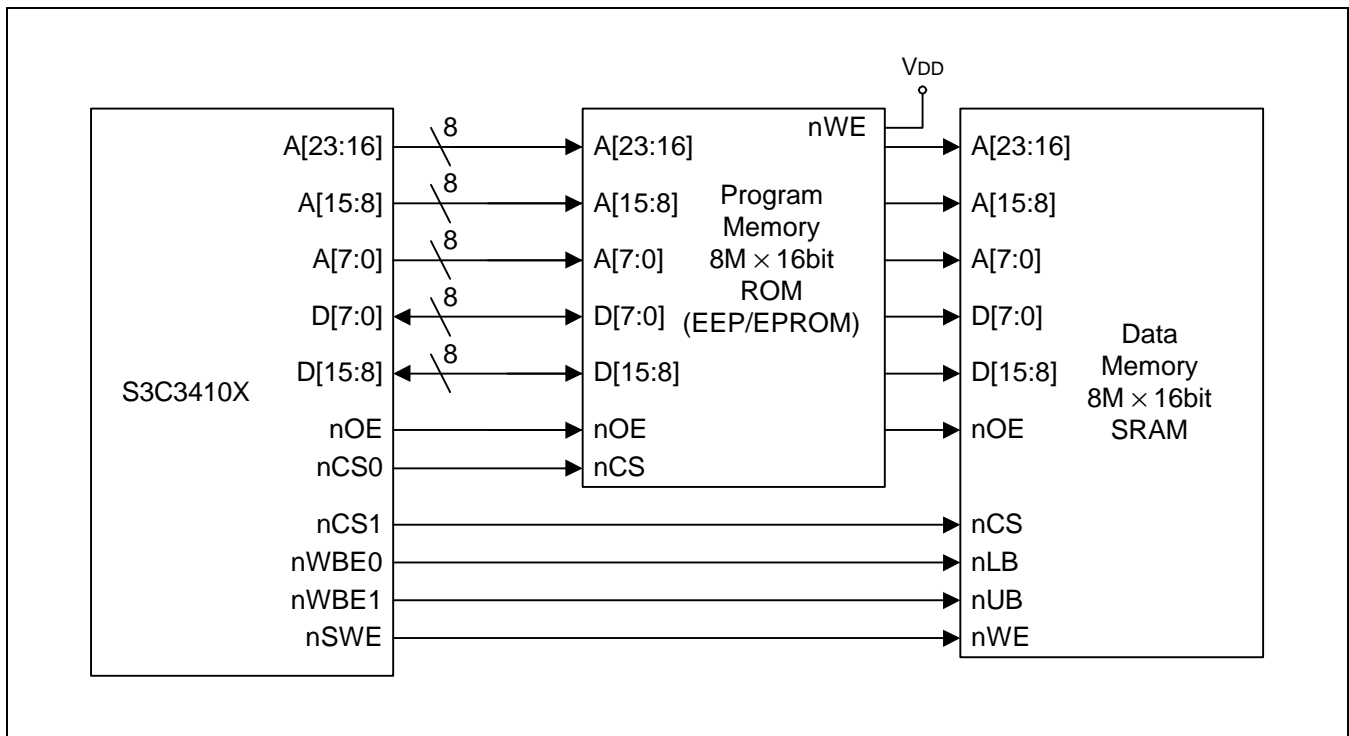 VDD
S3C3410X
A[23:16]
A[15:8]
A[7:0]
D[7:0]
D[15:8]
nOE
nCS0
nCS1
nWBE0
nWBE1
nSWE
8
8
8
8
8
A[23:16]
A[15:8]
A[7:0]
D[7:0]
D[15:8]
nOE
nCS
nWE
Program
Memory
8M × 16bit
ROM
(EEP/EPROM)
A[23:16]
A[15:8]
A[7:0]
D[7:0]
D[15:8]
nOE
nCS
nLB
nUB
nWE
Data
Memory
8M × 16bit
SRAM